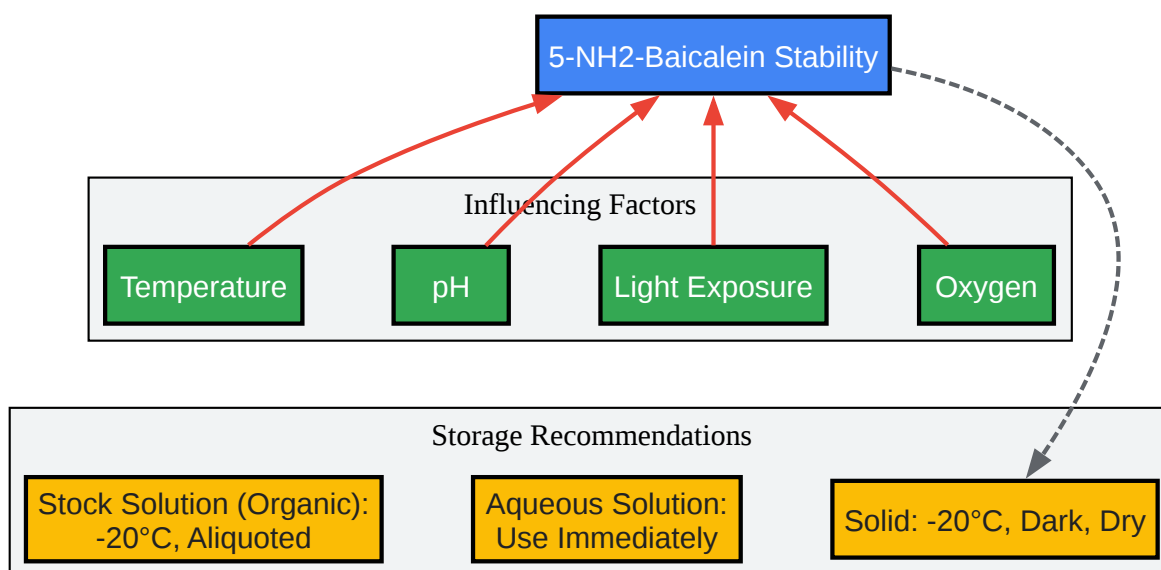 5-NH2-Baicalein Stability
Influencing Factors
Temperature
pH
Light Exposure
Oxygen
Storage Recommendations
Stock Solution (Organic):
-20°C, Aliquoted
Aqueous Solution:
Use Immediately
Solid: -20°C, Dark, Dry